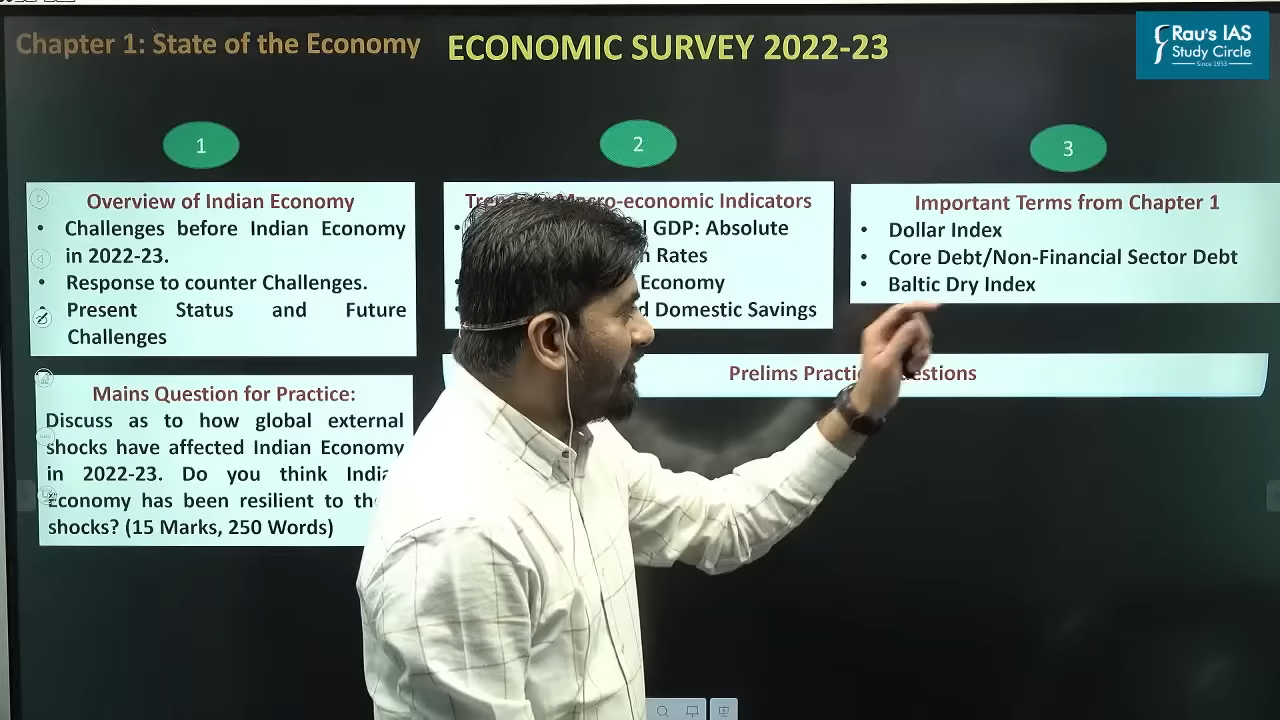 Chapter 1: State of the Economy
ECONOMIC SURVEY 2022-23
Rau's IAS
Study Circle
Since 1953
1
Overview of Indian Economy
• Challenges before Indian Economy
in 2022-23.
• Response to counter Challenges.
• Present Status and Future
Challenges
Mains Question for Practice:
Discuss as to how global external
shocks have affected Indian Economy
in 2022-23. Do you think
Economy has been resilient to
shocks? (15 Marks, 250 Words)
2
Macro-economic Indicators
GDP: Absolute
Rates
Economy
Domestic Savings
3
Important Terms from Chapter 1
• Dollar Index
• Core Debt/Non-Financial Sector Debt
• Baltic Dry Index
Prelims